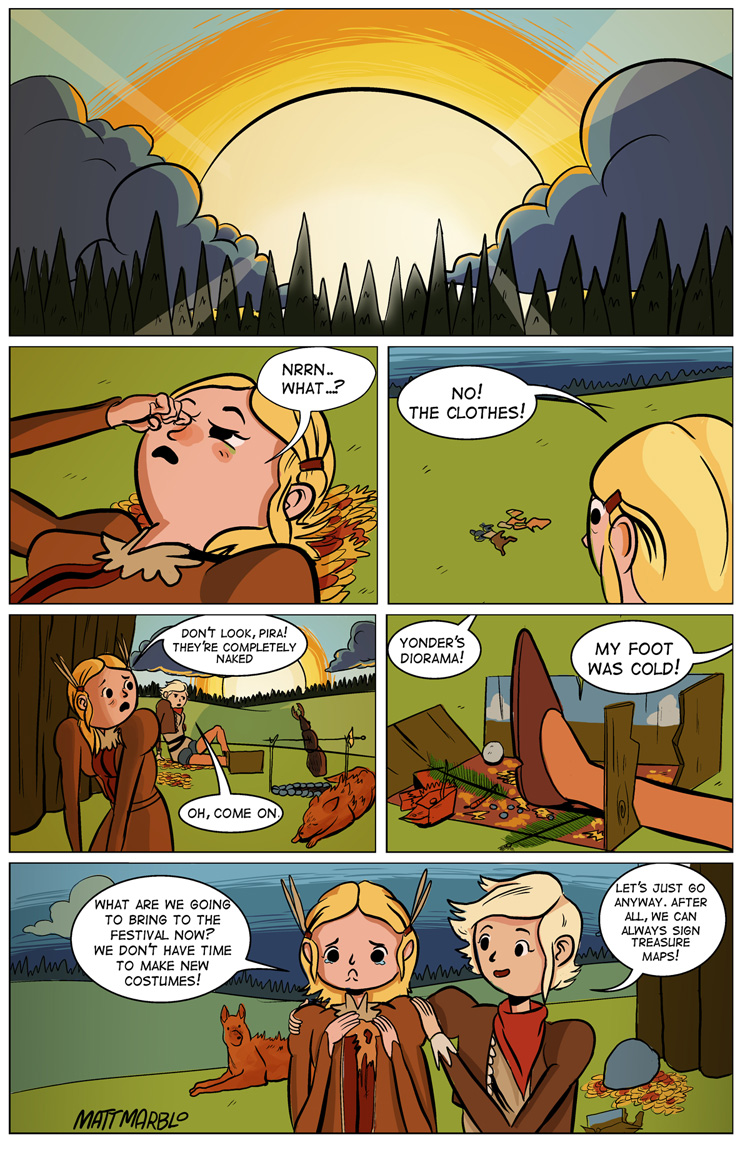 NRRN..
WHAT...?
NO!
THE CLOTHES!
DON'T LOOK, PIRA!
THEY'RE COMPLETELY
NAKED
OH, COME ON.
YONDER'S
DIORAMA!
MY FOOT
WAS COLD!
WHAT ARE WE GOING
TO BRING TO THE
FESTIVAL NOW?
WE DON'T HAVE TIME
TO MAKE NEW
COSTUMES!
LET'S JUST GO
ANYWAY. AFTER
ALL, WE CAN
ALWAYS SIGN
TREASURE
MAPS!
MATTMARBLO